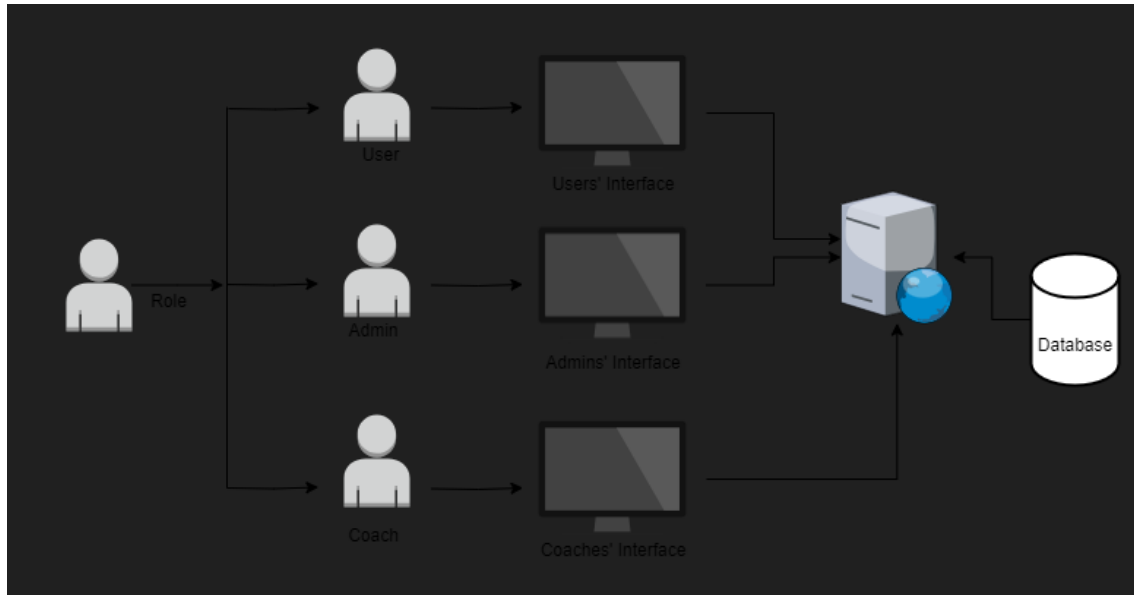 User
Users' Interface
Role
Admin
Admins' Interface
Database
Coach
Coaches' Interface